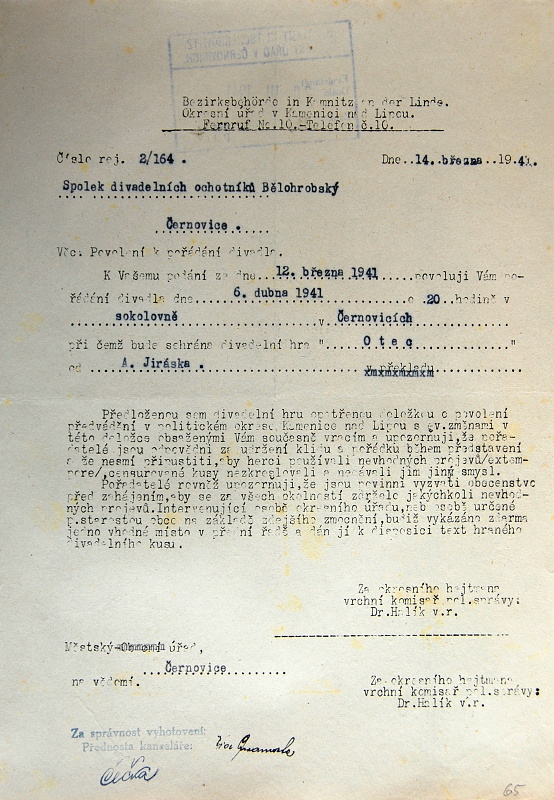 Bezirksbehörde in Kamnitz an der Linde.
Okresní úřad v Kamenici nad Lipou.
Fernruf No.10.-Telefon č.10.
Číslo rej. 2/164 .
Dne..14. března..1941.
Spolek divadelních ochotníků Bělohrobský
Černovice .
Věc: Povolení k pořádání divadla.
K Vašemu podání ze dne...12. března 1941.....povoluji Vám po-
řádání divadla dne...6. dubna 1941...o .20..hodině v
sokolovně v Černovicích
při čemž bude sehrána divadelní hra "....O t e c...."
od A. Jiráska . v překladu
xmxmxmxmxm
Předloženou sem divadelní hru opatřenou doložkou o povolení
předvádění v politickém okrese Kamenice nad Lipou s ev.změnami v
této doložce obsaženými Vám současně vracím a upozorňuji,že pořa-
datelé jsou odpovědni za udržení klidu a pořádku během představení
a že nesmí připustiti,aby herci používali nevhodných projevů/extem-
pore/,censurované kusy nezkreslovali a nedávali jim jiný smysl.
Pořadatelé rovněž upozorňuji,že jsou povinni vyzvati obecenstvo
před zahájením,aby se za všech okolností zdrželo jakýchkoli nevhod-
ných projevů.Intervenující osobě okresního úřadu,neb osobě určené
p.starostou obce na základě zdejšího zmocnění,budiž vykázáno zdarma
jedno vhodné místo v přední řadě a dán jí k disposici text hraného
divadelního kusu.
Za okresního hejtmana
vrchní komisař pol.správy:
Dr.Halík v.r.
Městský-Obecní úřad,
Černovice
na vědomí.
Za okresního hejtmana
vrchní komisař pol.správy:
Dr.Halík v.r.
Za správnost vyhotovení:
Přednosta kanceláře:
65